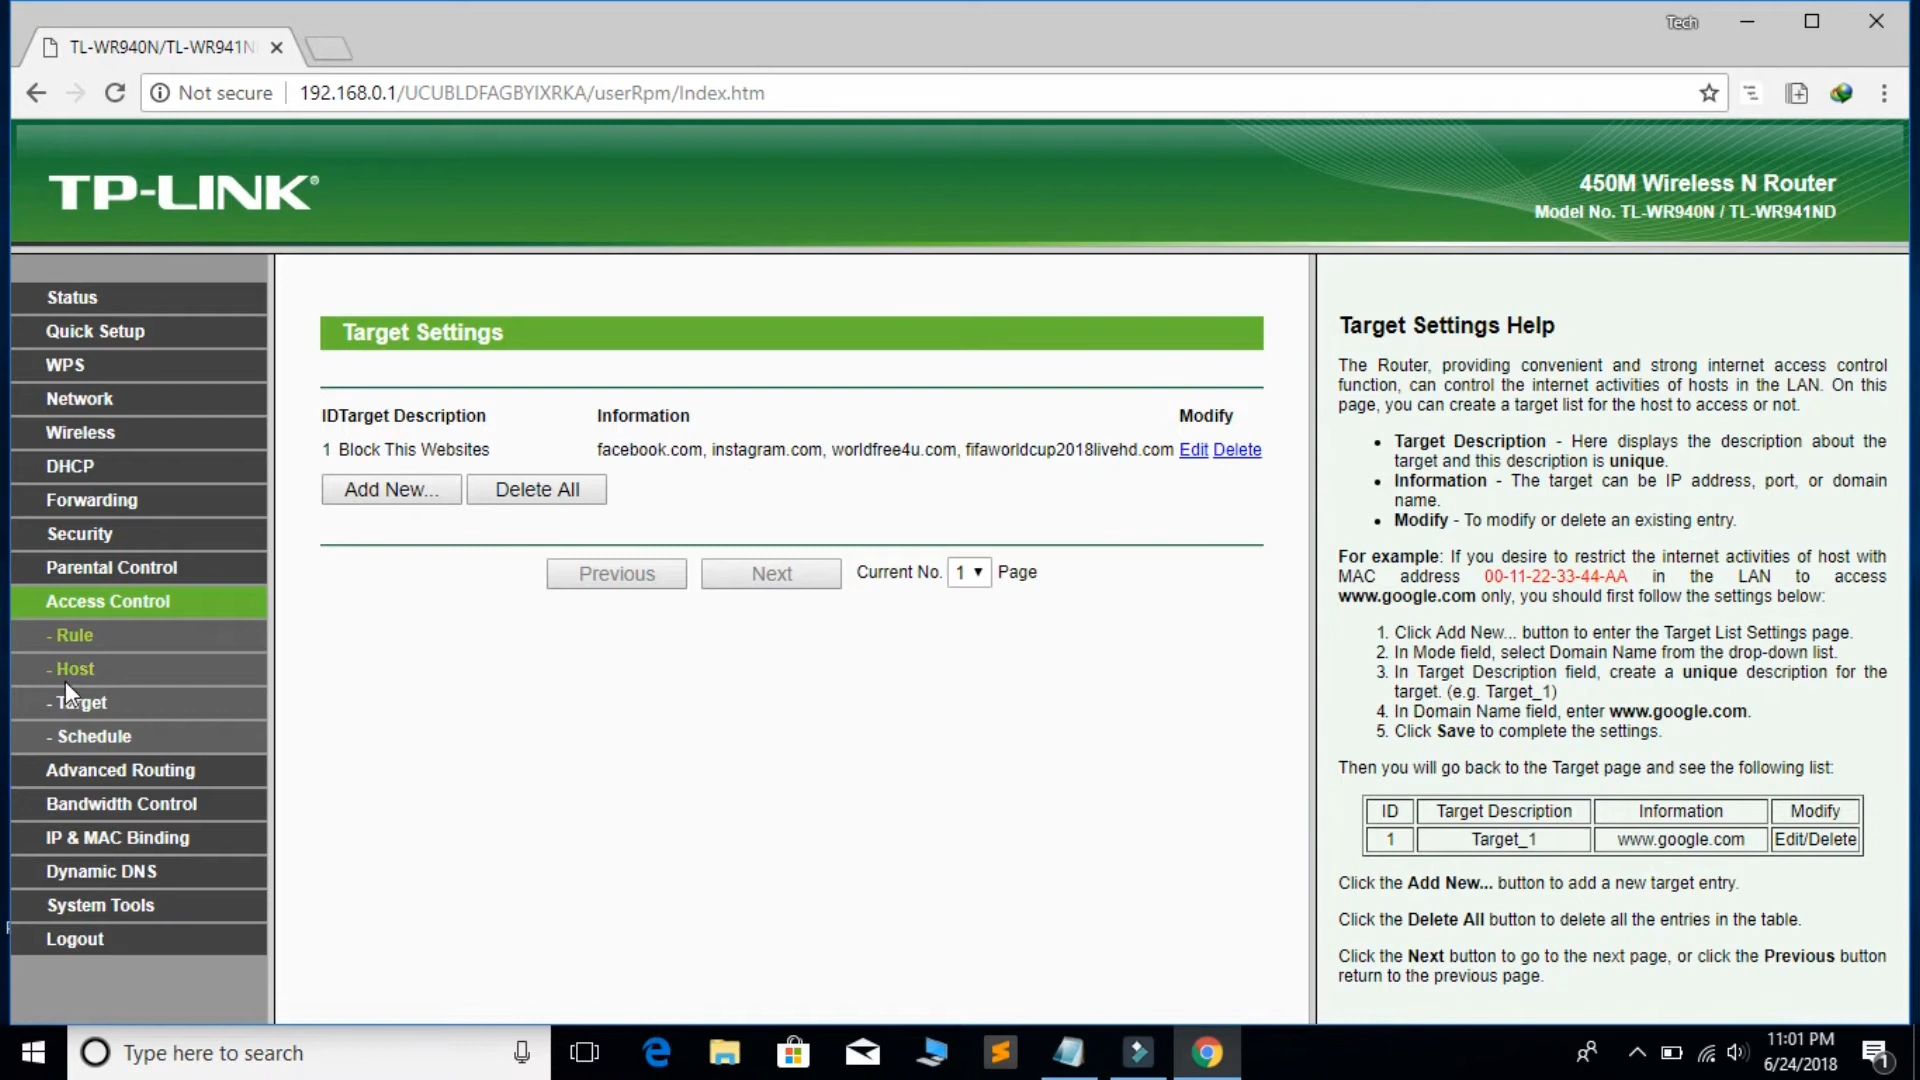 Tech
TL-WR940N/TL-WR941N
Not secure
192.168.0.1/UCUBLDFAGBYIXRKA/userRpm/Index.htm
TP-LINK®
450M Wireless N Router
Model No. TL-WR940N / TL-WR941ND
Status
Quick Setup
WPS
Network
Wireless
DHCP
Forwarding
Security
Parental Control
Access Control
- Rule
- Host
- Target
- Schedule
Advanced Routing
Bandwidth Control
IP & MAC Binding
Dynamic DNS
System Tools
Logout
Target Settings
IDTarget Description Information Modify
1 Block This Websites facebook.com, instagram.com, worldfree4u.com, fifaworldcup2018livehd.com Edit Delete
Add New... Delete All
Previous Next Current No. 1 Page
Target Settings Help
The Router, providing convenient and strong internet access control
function, can control the internet activities of hosts in the LAN. On this
page, you can create a target list for the host to access or not.
• Target Description - Here displays the description about the
target and this description is unique.
• Information - The target can be IP address, port, or domain
name.
• Modify - To modify or delete an existing entry.
For example: If you desire to restrict the internet activities of host with
MAC address 00-11-22-33-44-AA in the LAN to access
www.google.com only, you should first follow the settings below:
1. Click Add New... button to enter the Target List Settings page.
2. In Mode field, select Domain Name from the drop-down list.
3. In Target Description field, create a unique description for the
target. (e.g. Target_1)
4. In Domain Name field, enter www.google.com.
5. Click Save to complete the settings.
Then you will go back to the Target page and see the following list:
ID Target Description Information Modify
1 Target_1 www.google.com Edit/Delete
Click the Add New... button to add a new target entry.
Click the Delete All button to delete all the entries in the table.
Click the Next button to go to the next page, or click the Previous button
return to the previous page.
Type here to search
11:01 PM
6/24/2018
1